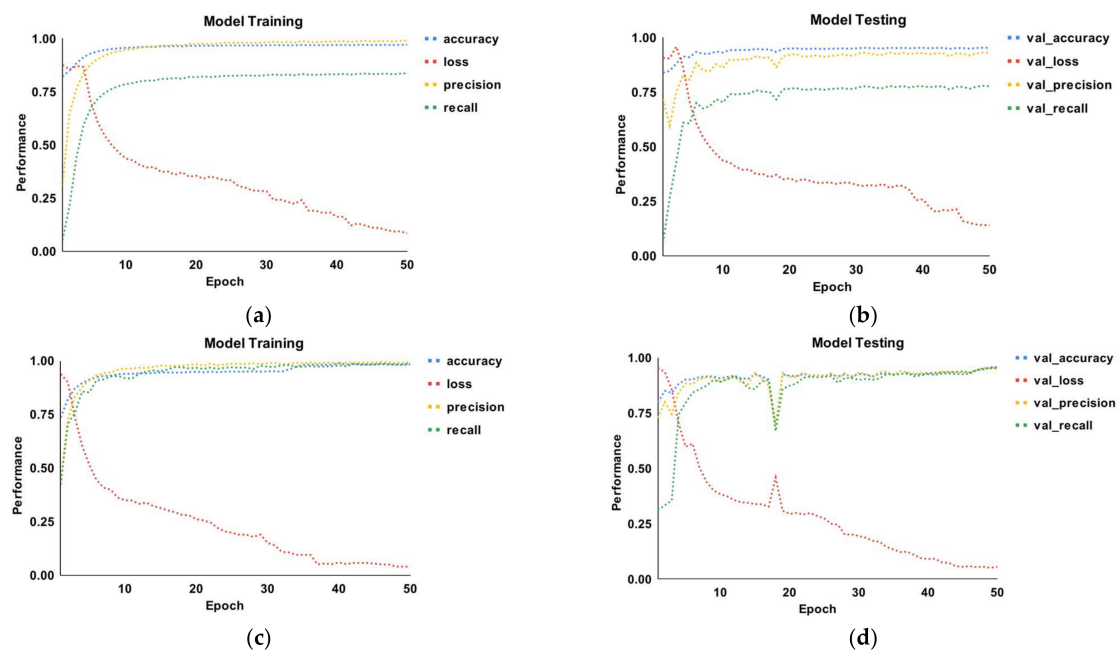 Model Training
1.00
0.75
0.50
0.25
0.00
Performance
10 20 30 40 50
Epoch
accuracy
loss
precision
recall
(a)
Model Testing
1.00
0.75
0.50
0.25
0.00
Performance
10 20 30 40 50
Epoch
val_accuracy
val_loss
val_precision
val_recall
(b)
Model Training
1.00
0.75
0.50
0.25
0.00
Performance
10 20 30 40 50
Epoch
accuracy
loss
precision
recall
(c)
Model Testing
1.00
0.75
0.50
0.25
0.00
Performance
10 20 30 40 50
Epoch
val_accuracy
val_loss
val_precision
val_recall
(d)